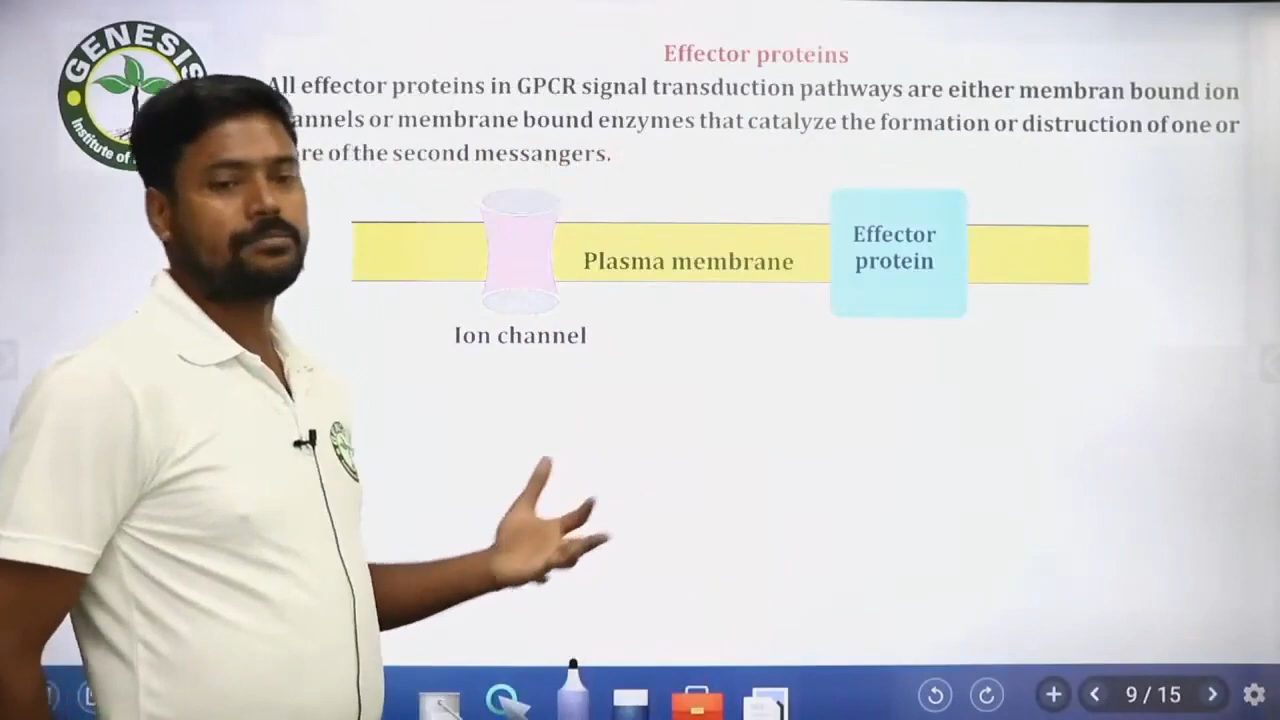 GENESIS
Institute of
Effector proteins
All effector proteins in GPCR signal transduction pathways are either membran bound ion
annels or membrane bound enzymes that catalyze the formation or distruction of one or
re of the second messangers.
Effector
protein
Plasma membrane
Ion channel
9 / 15